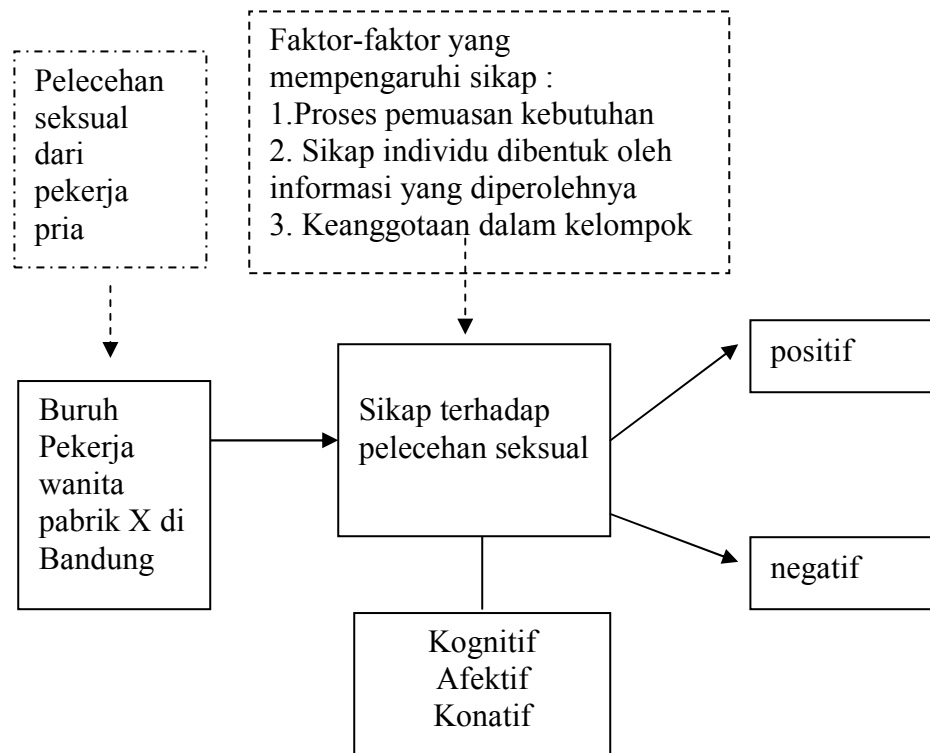 Pelecehan
seksual
dari
pekerja
pria
Faktor-faktor yang
mempengaruhi sikap :
1.Proses pemuasan kebutuhan
2. Sikap individu dibentuk oleh
informasi yang diperolehnya
3. Keanggotaan dalam kelompok
Buruh
Pekerja
wanita
pabrik X di
Bandung
Sikap terhadap
pelecehan seksual
positif
negatif
Kognitif
Afektif
Konatif